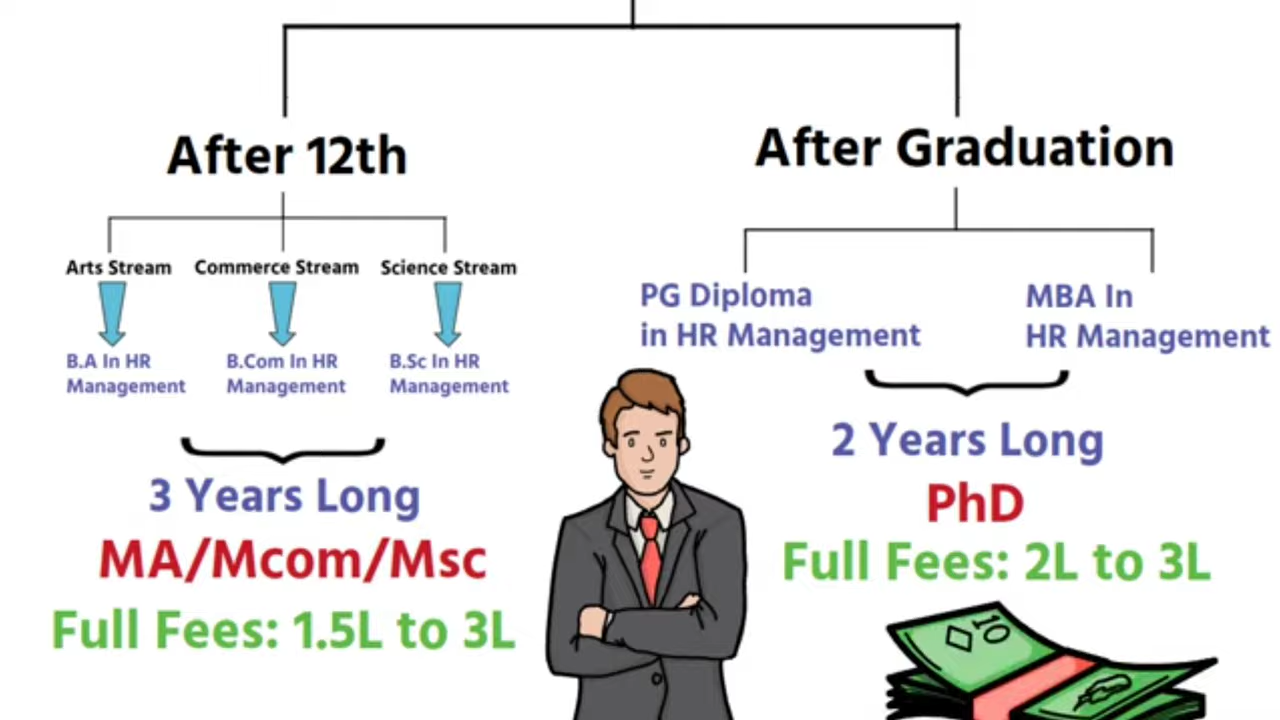 After 12th
After Graduation
Arts Stream
Commerce Stream
Science Stream
B.A In HR
Management
B.Com In HR
Management
B.Sc In HR
Management
3 Years Long
MA/Mcom/Msc
Full Fees: 1.5L to 3L
PG Diploma
in HR Management
MBA In
HR Management
2 Years Long
PhD
Full Fees: 2L to 3L
10